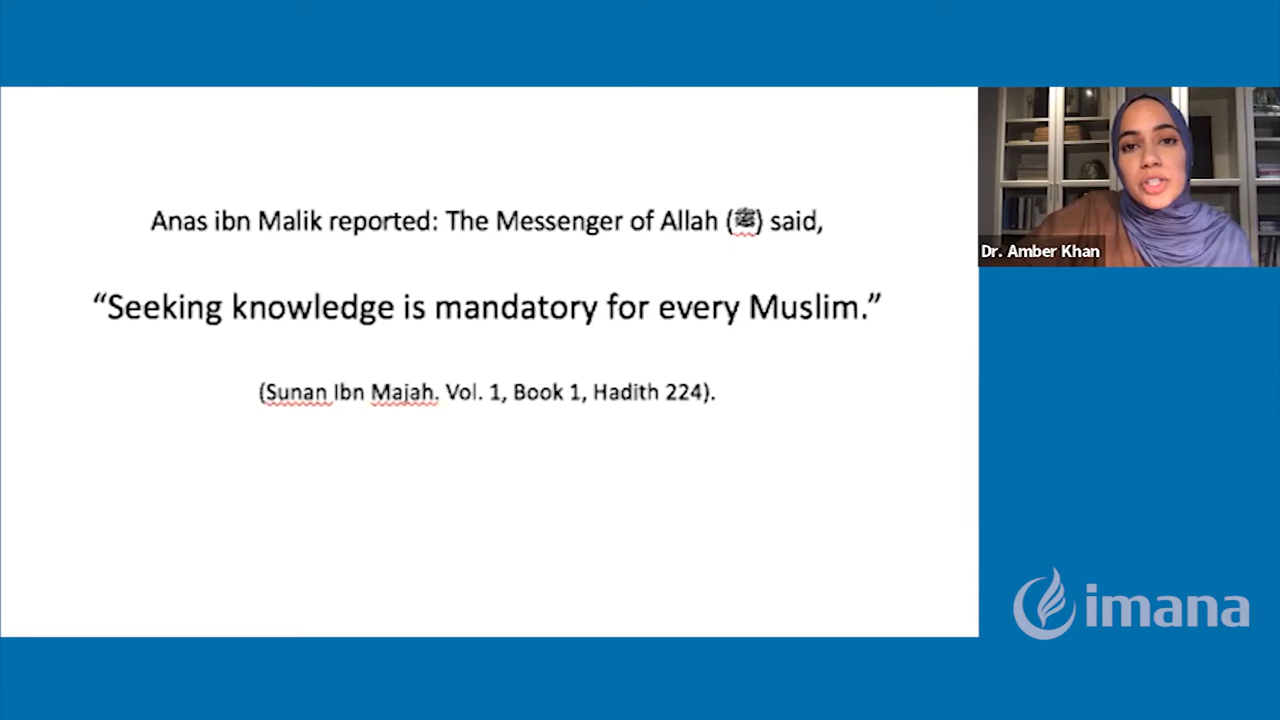 Anas ibn Malik reported: The Messenger of Allah (ﷺ) said,
“Seeking knowledge is mandatory for every Muslim.”
(Sunan Ibn Majah. Vol. 1, Book 1, Hadith 224).
Dr. Amber Khan
imana